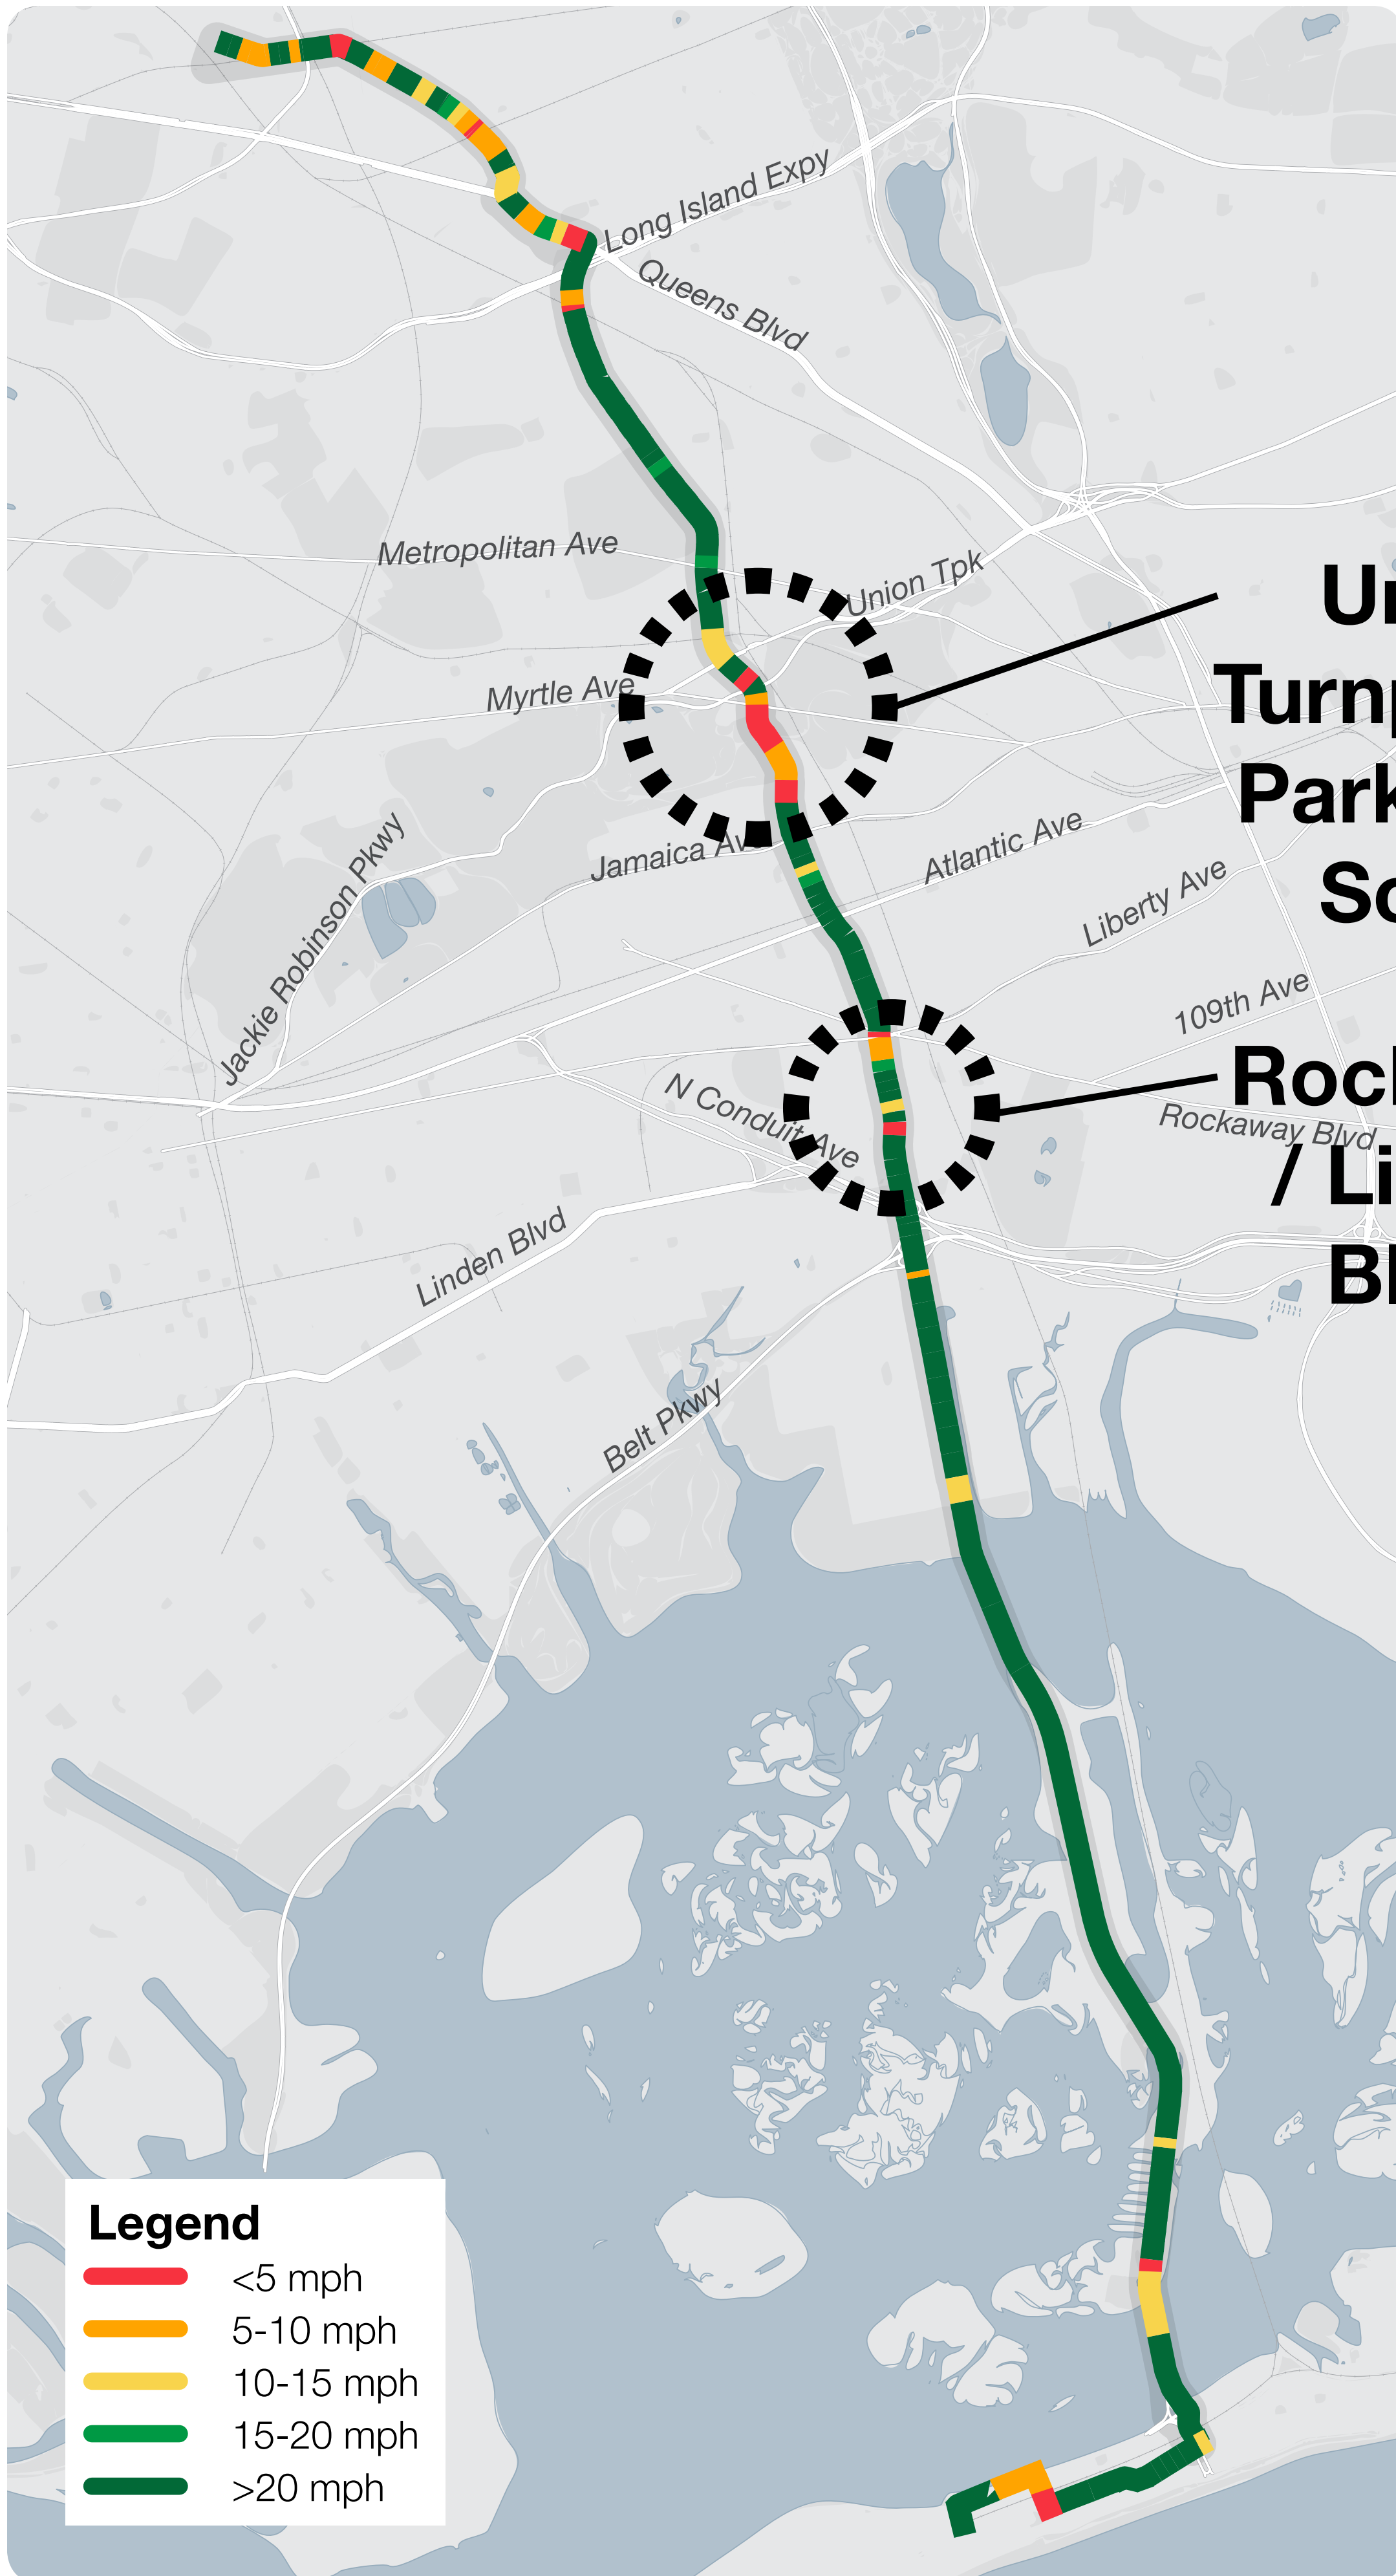 Long Island Expy
Queens Blvd
Metropolitan Ave
Union Tpk
Myrtle Ave
Jamaica Av
Atlantic Ave
Jackie Robinson Pkwy
Liberty Ave
109th Ave
N Conduit Ave
Rockaway Blvd
/ Li
Linden Blvd
Belt Pkwy
Legend
<5 mph
5-10 mph
10-15 mph
15-20 mph
>20 mph